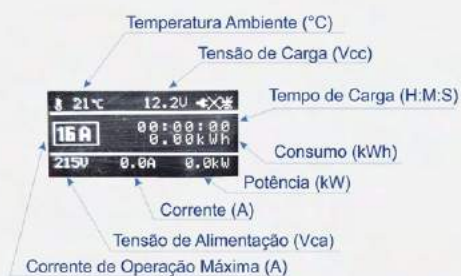 Temperatura Ambiente (°C)
Tensão de Carga (Vcc)
21℃ 12.2V
Tempo de Carga (H:M:S)
16A 00:00:00
0.00kWh
Consumo (kWh)
215V 0.0A 0.0kW
Potência (kW)
Corrente (A)
Tensão de Alimentação (Vca)
Corrente de Operação Máxima (A)